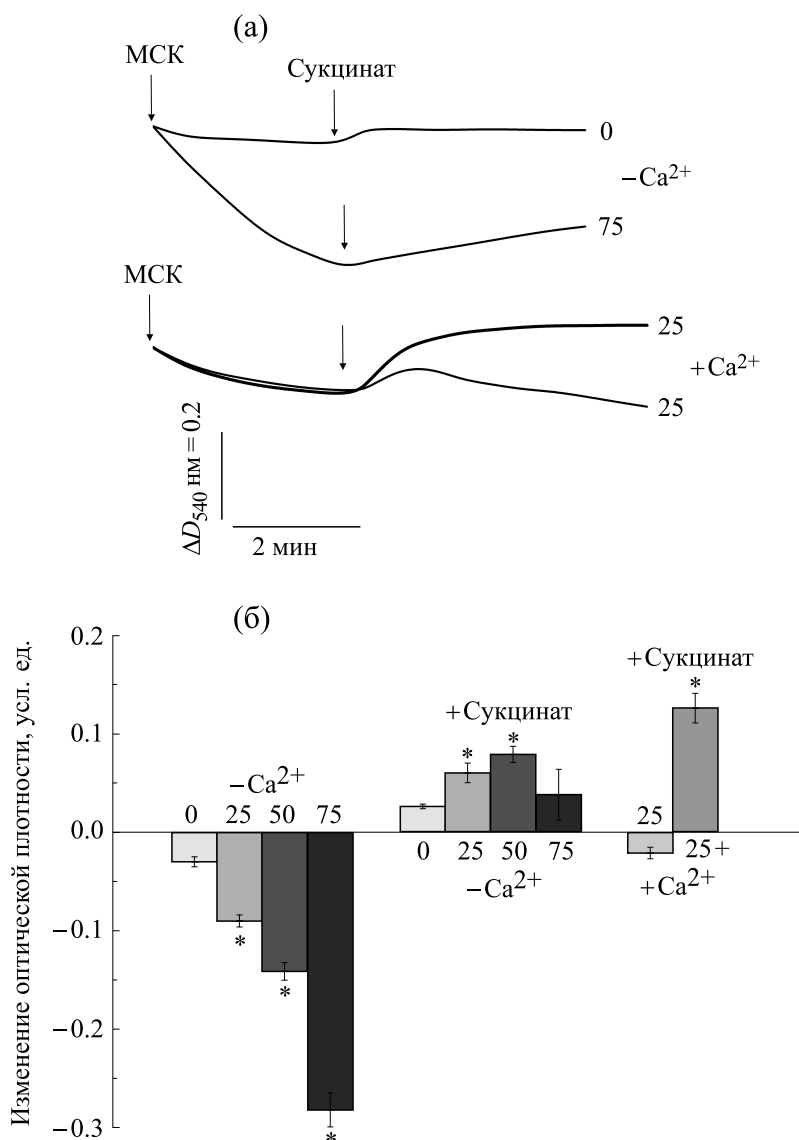 (а)
МСК
Сукцинат
0
−Ca2+
75
МСК
25
+Ca2+
25
ΔD540 нм = 0.2
2 мин
(б)
Изменение оптической плотности, усл. ед.
0.2
0.1
0.0
−0.1
−0.2
−0.3
−Ca2+
0 25 50 75
* * *
+Сукцинат
* *
0 25 50 75
−Ca2+
+Сукцинат
*
25
25+
+Ca2+